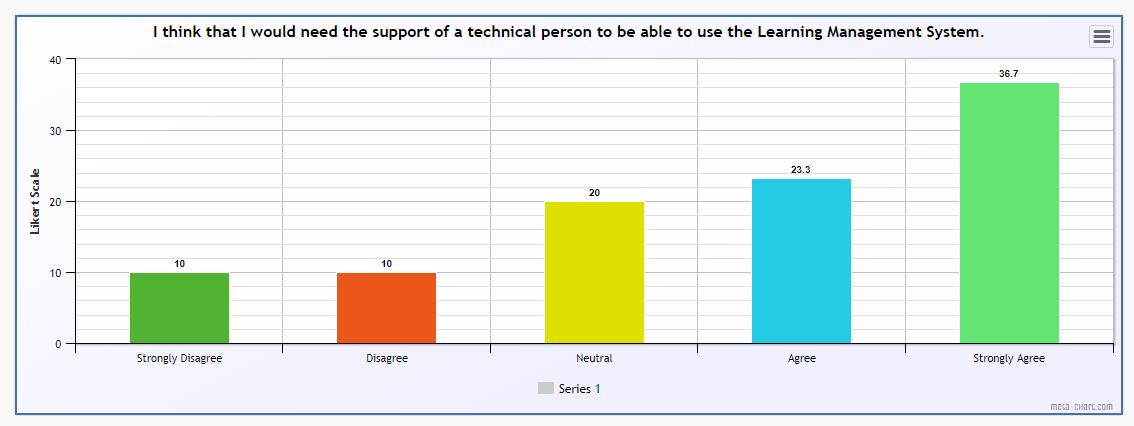 I think that I would need the support of a technical person to be able to use the Learning Management System.
40
30
20
10
0
Likert Scale
10
10
20
23.3
36.7
Strongly Disagree
Disagree
Neutral
Agree
Strongly Agree
Series 1
meta-chart.com